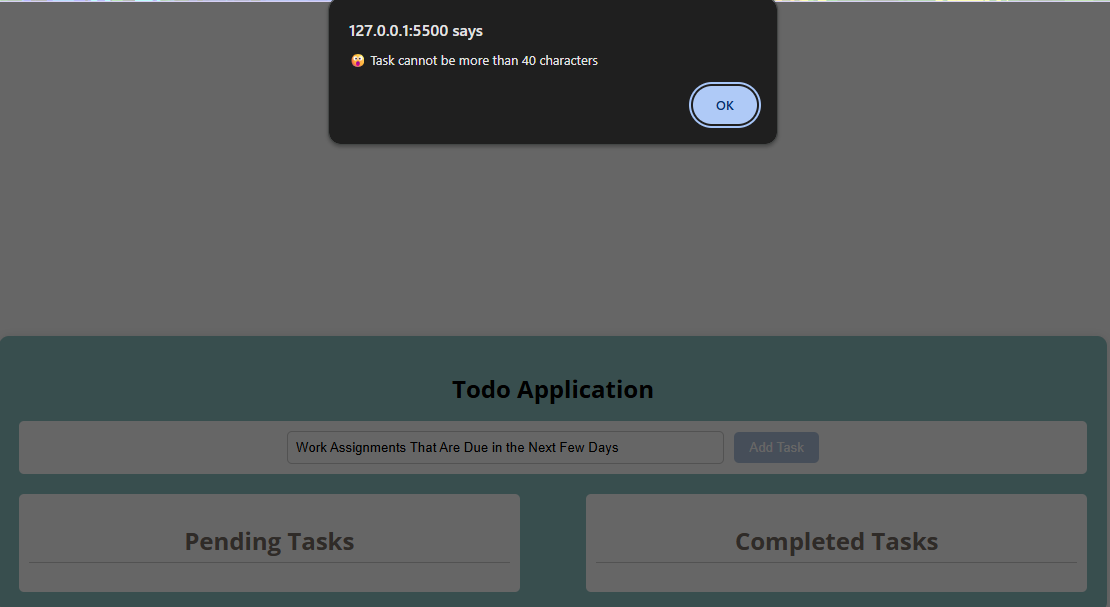 127.0.0.1:5500 says
😲 Task cannot be more than 40 characters
OK
Todo Application
Work Assignments That Are Due in the Next Few Days
Add Task
Pending Tasks
Completed Tasks